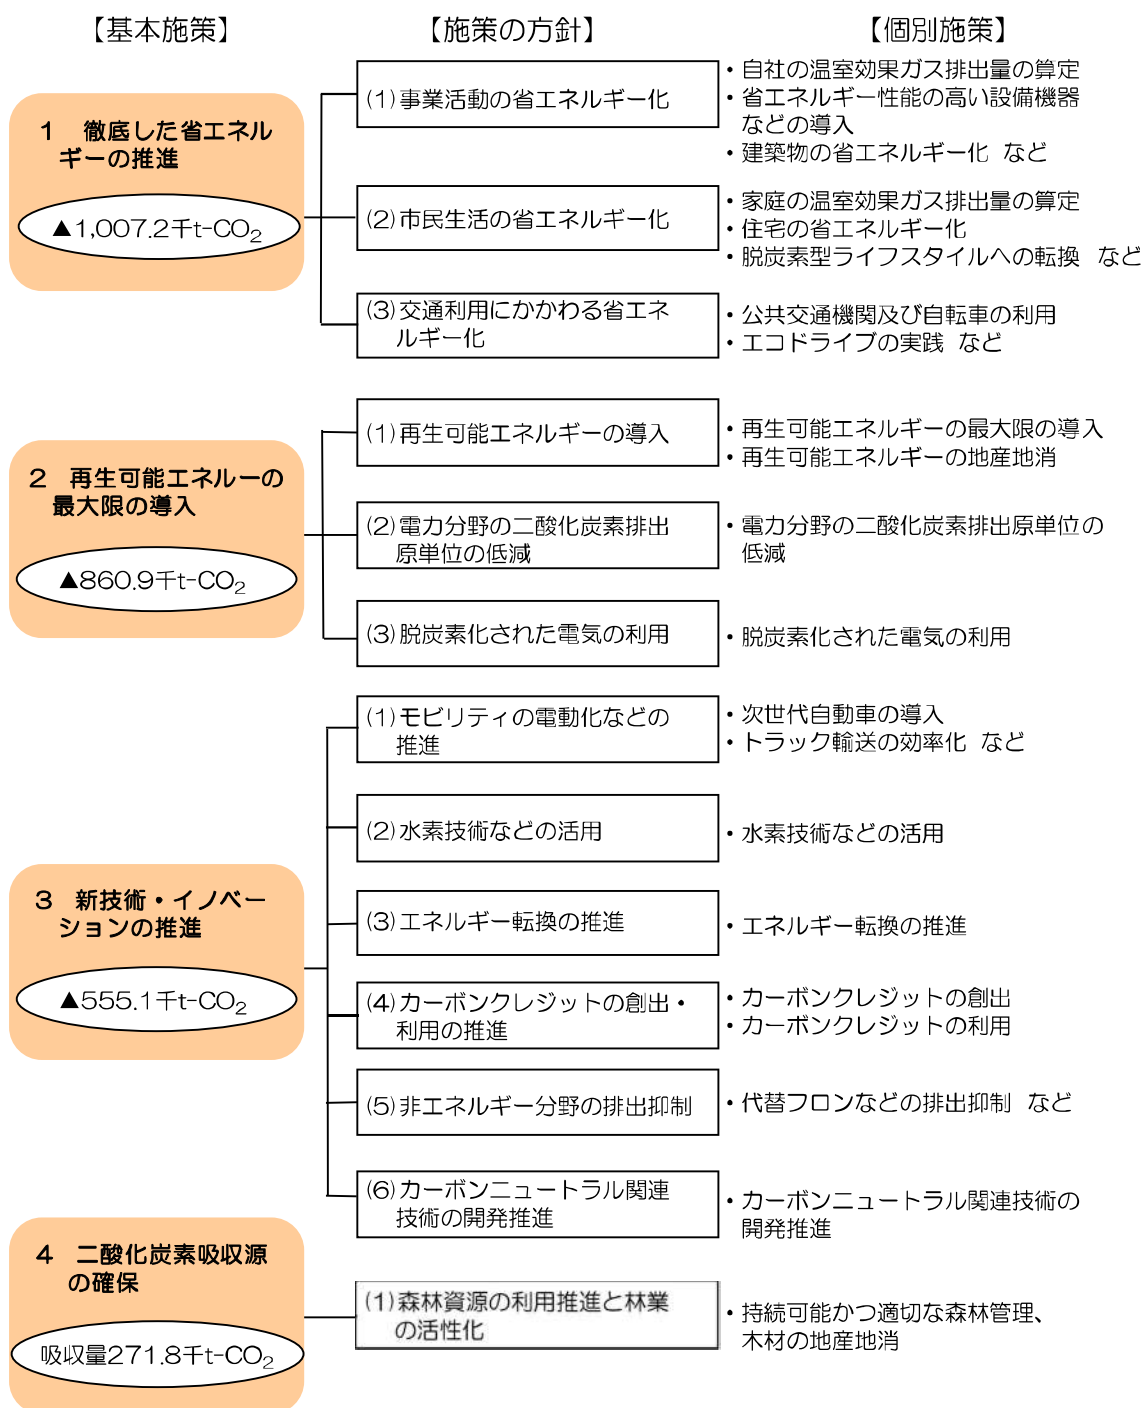 【基本施策】
【施策の方針】
【個別施策】
1 徹底した省エネル
ギーの推進
▲1,007.2千t-CO₂
(1)事業活動の省エネルギー化
・自社の温室効果ガス排出量の算定
・省エネルギー性能の高い設備機器
などの導入
・建築物の省エネルギー化 など
(2)市民生活の省エネルギー化
・家庭の温室効果ガス排出量の算定
・住宅の省エネルギー化
・脱炭素型ライフスタイルへの転換 など
(3)交通利用にかかわる省エネ
ルギー化
・公共交通機関及び自転車の利用
・エコドライブの実践 など
2 再生可能エネルーの
最大限の導入
▲860.9千t-CO₂
(1)再生可能エネルギーの導入
・再生可能エネルギーの最大限の導入
・再生可能エネルギーの地産地消
(2)電力分野の二酸化炭素排出
原単位の低減
・電力分野の二酸化炭素排出原単位の
低減
(3)脱炭素化された電気の利用
・脱炭素化された電気の利用
3 新技術・イノベー
ションの推進
▲555.1千t-CO₂
(1)モビリティの電動化などの
推進
・次世代自動車の導入
・トラック輸送の効率化 など
(2)水素技術などの活用
・水素技術などの活用
(3)エネルギー転換の推進
・エネルギー転換の推進
(4)カーボンクレジットの創出・
利用の推進
・カーボンクレジットの創出
・カーボンクレジットの利用
(5)非エネルギー分野の排出抑制
・代替フロンなどの排出抑制 など
(6)カーボンニュートラル関連
技術の開発推進
・カーボンニュートラル関連技術の
開発推進
4 二酸化炭素吸収源
の確保
吸収量271.8千t-CO₂
(1)森林資源の利用推進と林業
の活性化
・持続可能かつ適切な森林管理、
木材の地産地消